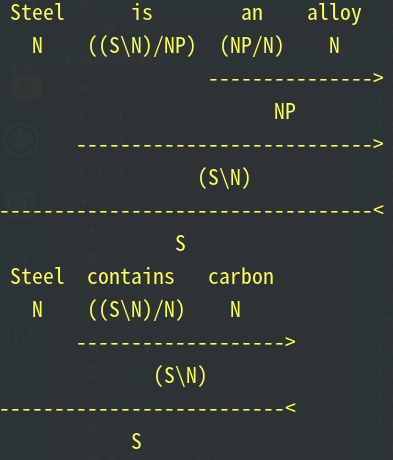 Steel is an alloy
N ((S\N)/NP) (NP/N) N
--------------->
NP
--------------------------->
(S\N)
----------------------------------<
S
Steel contains carbon
N ((S\N)/N) N
------------------->
(S\N)
--------------------------<
S